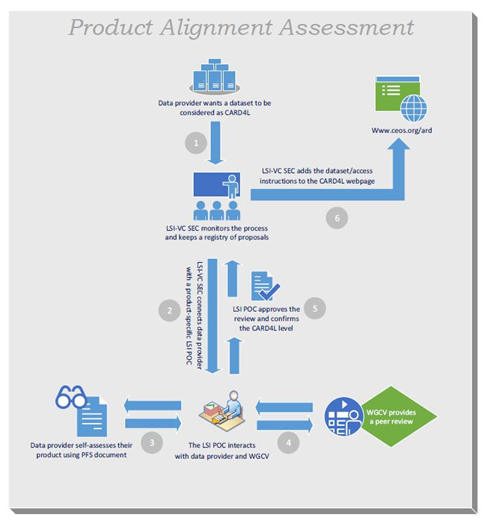 Product Alignment Assessment
Data provider wants a dataset to be
considered as CARD4L
Www.ceos.org/ard
1
LSI-VC SEC adds the dataset/access
instructions to the CARD4L webpage
6
LSI-VC SEC monitors the process
and keeps a registry of proposals
2
LSI-VC SEC connects data provider
with a product-specific LSI POC
LSI POC approves the
review and confirms
the CARD4L level
5
Data provider self-assesses their
product using PFS document
3
The LSI POC interacts
with data provider and WGCV
4
WGCV provides
a peer review